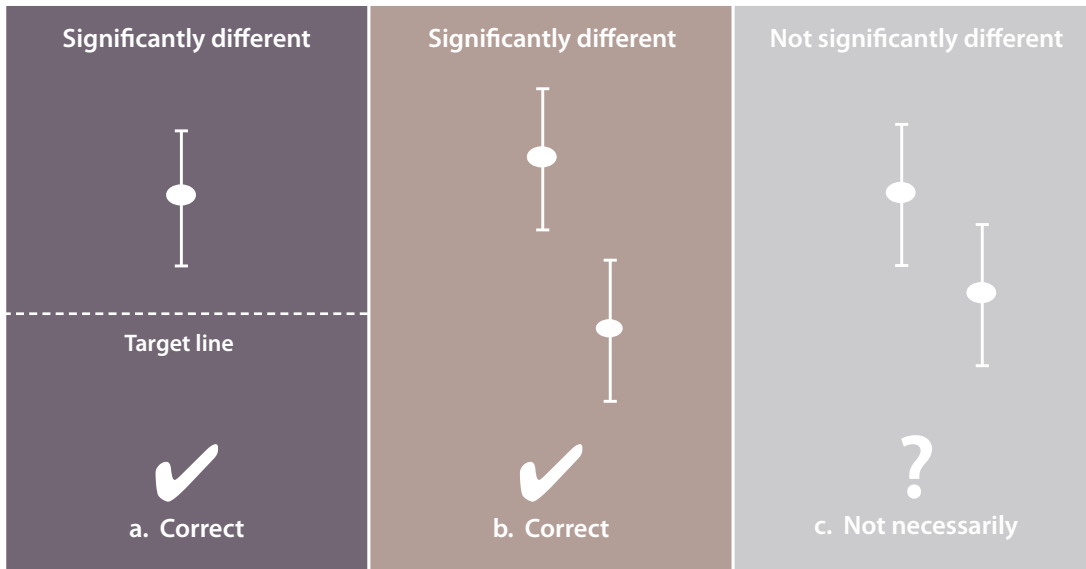 Significantly different
Target line
a. Correct
Significantly different
b. Correct
Not significantly different
?
c. Not necessarily